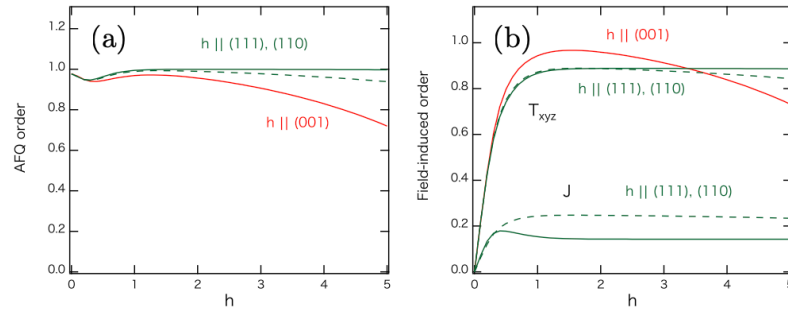 (a)
h || (111), (110)
h || (001)
AFQ order
1.2
1.0
0.8
0.6
0.4
0.2
0.0
0
1
2
3
4
5
h
(b)
h || (001)
h || (111), (110)
Txyz
J
h || (111), (110)
Field-induced order
1.0
0.8
0.6
0.4
0.2
0.0
0
1
2
3
4
5
h